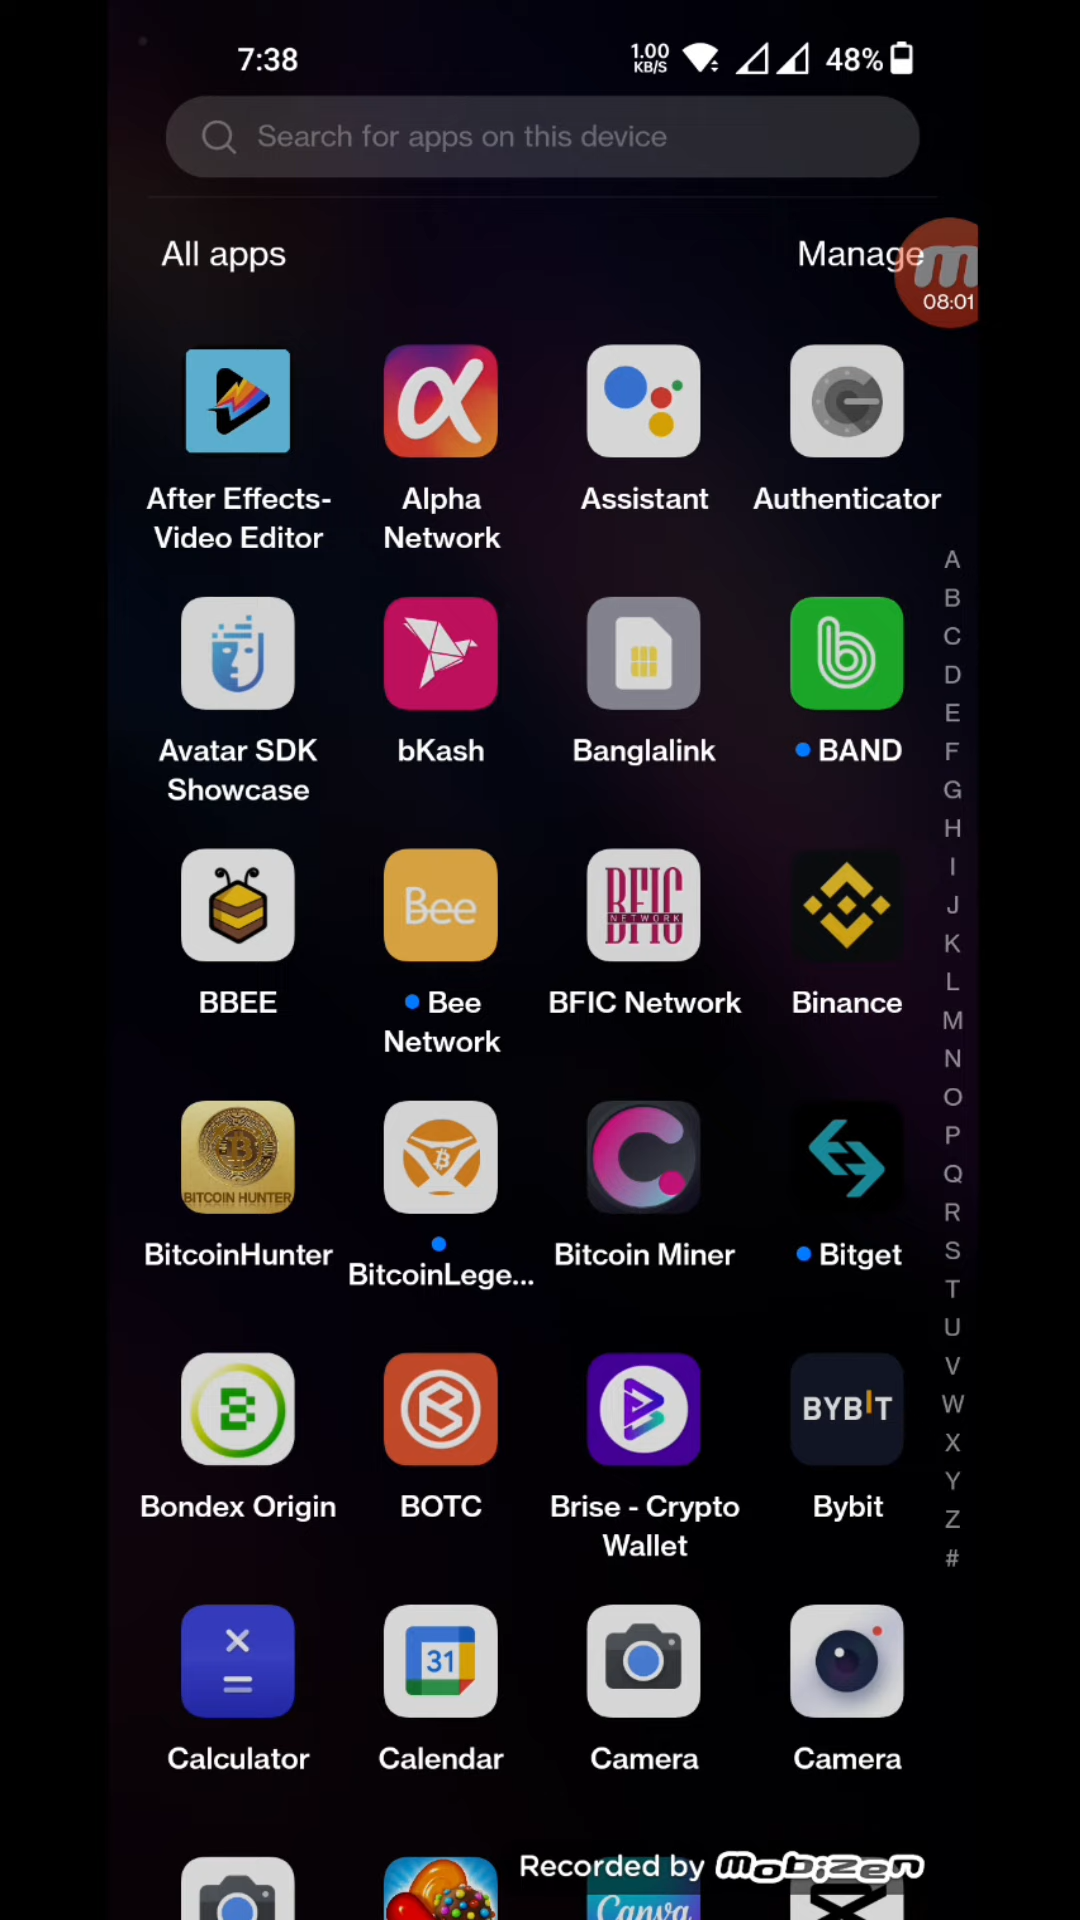 7:38
1.00
KB/S
48%
Search for apps on this device
All apps
Manage
m
08:01
After Effects-
Video Editor
Alpha
Network
Assistant
Authenticator
Avatar SDK
Showcase
bKash
Banglalink
BAND
BBEE
Bee
Bee
Network
BFIC
NETWORK
BFIC Network
Binance
BITCOIN HUNTER
BitcoinHunter
BitcoinLege...
Bitcoin Miner
Bitget
Bondex Origin
BOTC
Brise - Crypto
Wallet
BYBIT
Bybit
Calculator
31
Calendar
Camera
Camera
Canva
Recorded by mobizen
A
B
C
D
E
F
G
H
I
J
K
L
M
N
O
P
Q
R
S
T
U
V
W
X
Y
Z
#